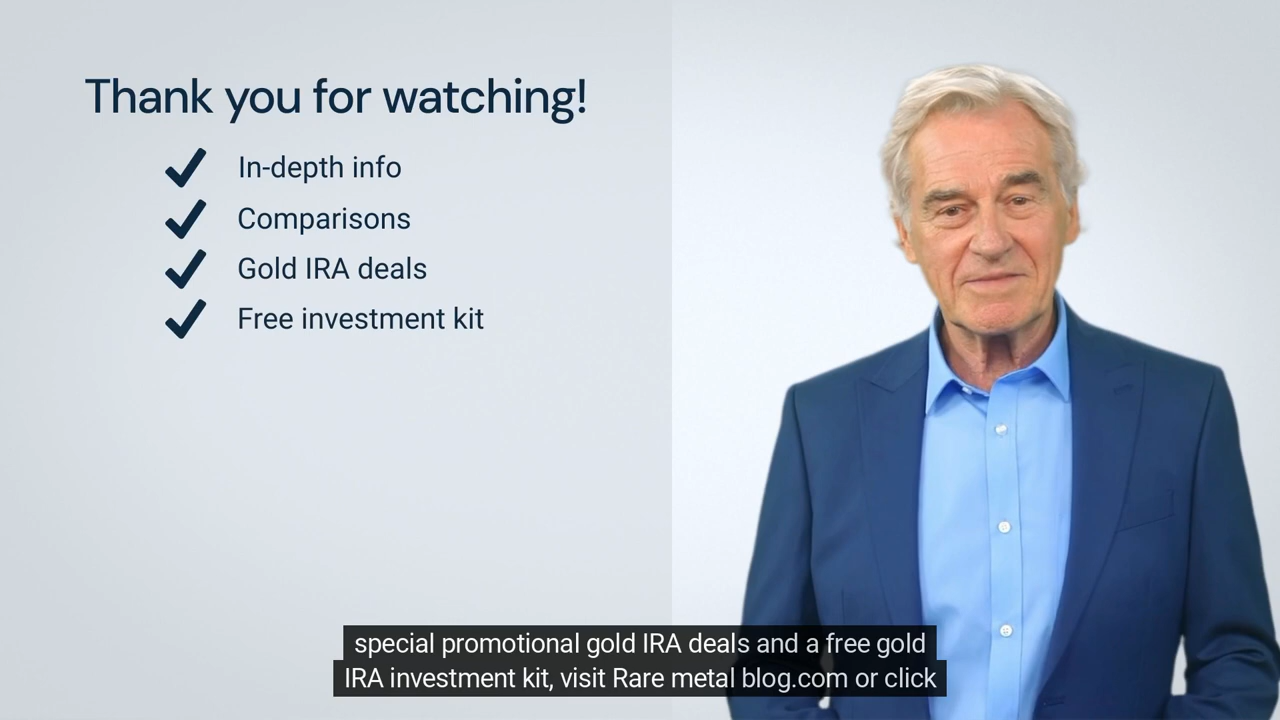 Thank you for watching!
In-depth info
Comparisons
Gold IRA deals
Free investment kit
special promotional gold IRA deals and a free gold
IRA investment kit, visit Rare metal blog.com or click